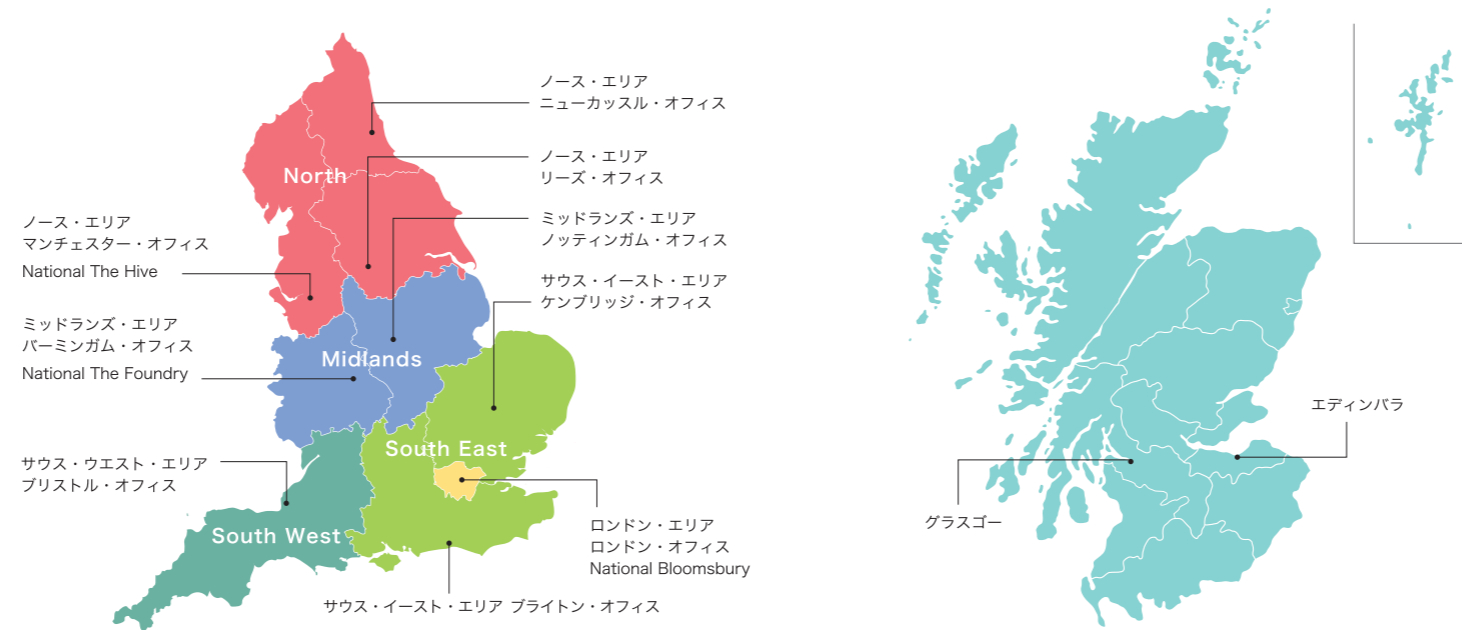 ノース・エリア
ニューカッスル・オフィス
ノース・エリア
リーズ・オフィス
North
ミッドランズ・エリア
ノッティンガム・オフィス
ノース・エリア
マンチェスター・オフィス
National The Hive
サウス・イースト・エリア
ケンブリッジ・オフィス
ミッドランズ・エリア
バーミンガム・オフィス
National The Foundry
Midlands
South East
サウス・ウエスト・エリア
ブリストル・オフィス
South West
ロンドン・エリア
ロンドン・オフィス
National Bloomsbury
サウス・イースト・エリア ブライトン・オフィス
エディンバラ
グラスゴー